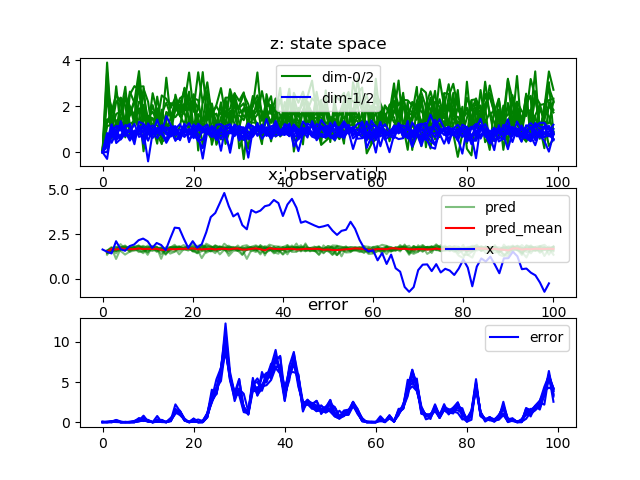 z: state space
4
2
0
dim-0/2
dim-1/2
0 20 40 60 80 100
x: observation
5.0
2.5
0.0
pred
pred_mean
x
0 20 40 60 80 100
error
10
5
0
error
0 20 40 60 80 100